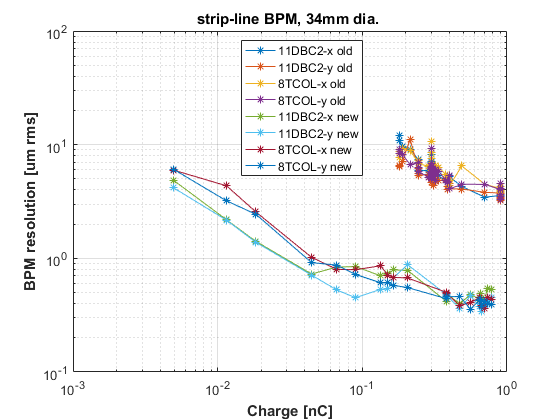 strip-line BPM, 34mm dia.
11DBC2-x old
11DBC2-y old
8TCOL-x old
8TCOL-y old
11DBC2-x new
11DBC2-y new
8TCOL-x new
8TCOL-y new
BPM resolution [um rms]
10^2
10^1
10^0
10^-1
10^-3
10^-2
10^-1
10^0
Charge [nC]